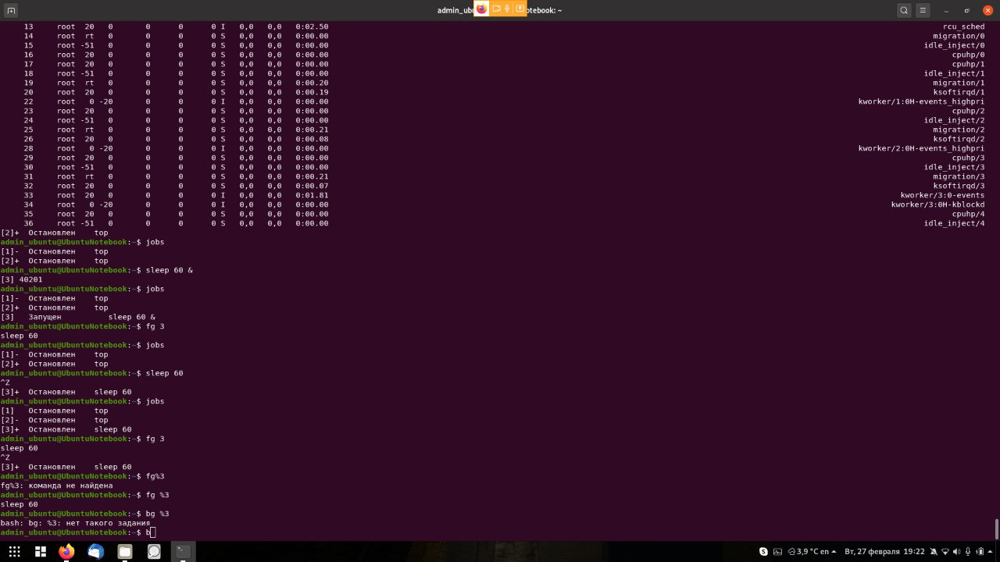 admin_ub
otebook: ~
13 root 20 0 0 0 0 I 0,0 0,0 0:02.50 rcu_sched
14 root rt 0 0 0 0 S 0,0 0,0 0:00.00 migration/0
15 root -51 0 0 0 0 S 0,0 0,0 0:00.00 idle_inject/0
16 root 20 0 0 0 0 S 0,0 0,0 0:00.00 cpuhp/0
17 root 20 0 0 0 0 S 0,0 0,0 0:00.00 cpuhp/1
18 root -51 0 0 0 0 S 0,0 0,0 0:00.00 idle_inject/1
19 root rt 0 0 0 0 S 0,0 0,0 0:00.20 migration/1
20 root 20 0 0 0 0 S 0,0 0,0 0:00.19 ksoftirqd/1
22 root 0 -20 0 0 0 I 0,0 0,0 0:00.00 kworker/1:0H-events_highpri
23 root 20 0 0 0 0 S 0,0 0,0 0:00.00 cpuhp/2
24 root -51 0 0 0 0 S 0,0 0,0 0:00.00 idle_inject/2
25 root rt 0 0 0 0 S 0,0 0,0 0:00.21 migration/2
26 root 20 0 0 0 0 S 0,0 0,0 0:00.08 ksoftirqd/2
28 root 0 -20 0 0 0 I 0,0 0,0 0:00.00 kworker/2:0H-events_highpri
29 root 20 0 0 0 0 S 0,0 0,0 0:00.00 cpuhp/3
30 root -51 0 0 0 0 S 0,0 0,0 0:00.00 idle_inject/3
31 root rt 0 0 0 0 S 0,0 0,0 0:00.21 migration/3
32 root 20 0 0 0 0 S 0,0 0,0 0:00.07 ksoftirqd/3
33 root 20 0 0 0 0 I 0,0 0,0 0:01.81 kworker/3:0-events
34 root 0 -20 0 0 0 I 0,0 0,0 0:00.00 kworker/3:0H-kblockd
35 root 20 0 0 0 0 S 0,0 0,0 0:00.00 cpuhp/4
36 root -51 0 0 0 0 S 0,0 0,0 0:00.00 idle_inject/4
[2]+ Остановлен top
admin_ubuntu@UbuntuNotebook:~$ jobs
[1]- Остановлен top
[2]+ Остановлен top
admin_ubuntu@UbuntuNotebook:~$ sleep 60 &
[3] 40201
admin_ubuntu@UbuntuNotebook:~$ jobs
[1]- Остановлен top
[2]+ Остановлен top
[3] Запущен sleep 60 &
admin_ubuntu@UbuntuNotebook:~$ fg 3
sleep 60
admin_ubuntu@UbuntuNotebook:~$ jobs
[1]- Остановлен top
[2]+ Остановлен top
admin_ubuntu@UbuntuNotebook:~$ sleep 60
^Z
[3]+ Остановлен sleep 60
admin_ubuntu@UbuntuNotebook:~$ jobs
[1] Остановлен top
[2]- Остановлен top
[3]+ Остановлен sleep 60
admin_ubuntu@UbuntuNotebook:~$ fg 3
sleep 60
^Z
[3]+ Остановлен sleep 60
admin_ubuntu@UbuntuNotebook:~$ fg%3
fg%3: команда не найдена
admin_ubuntu@UbuntuNotebook:~$ fg %3
sleep 60
admin_ubuntu@UbuntuNotebook:~$ bg %3
bash: bg: %3: нет такого задания
admin_ubuntu@UbuntuNotebook:~$ b
3,9 °C en Вт, 27 февраля 19:22